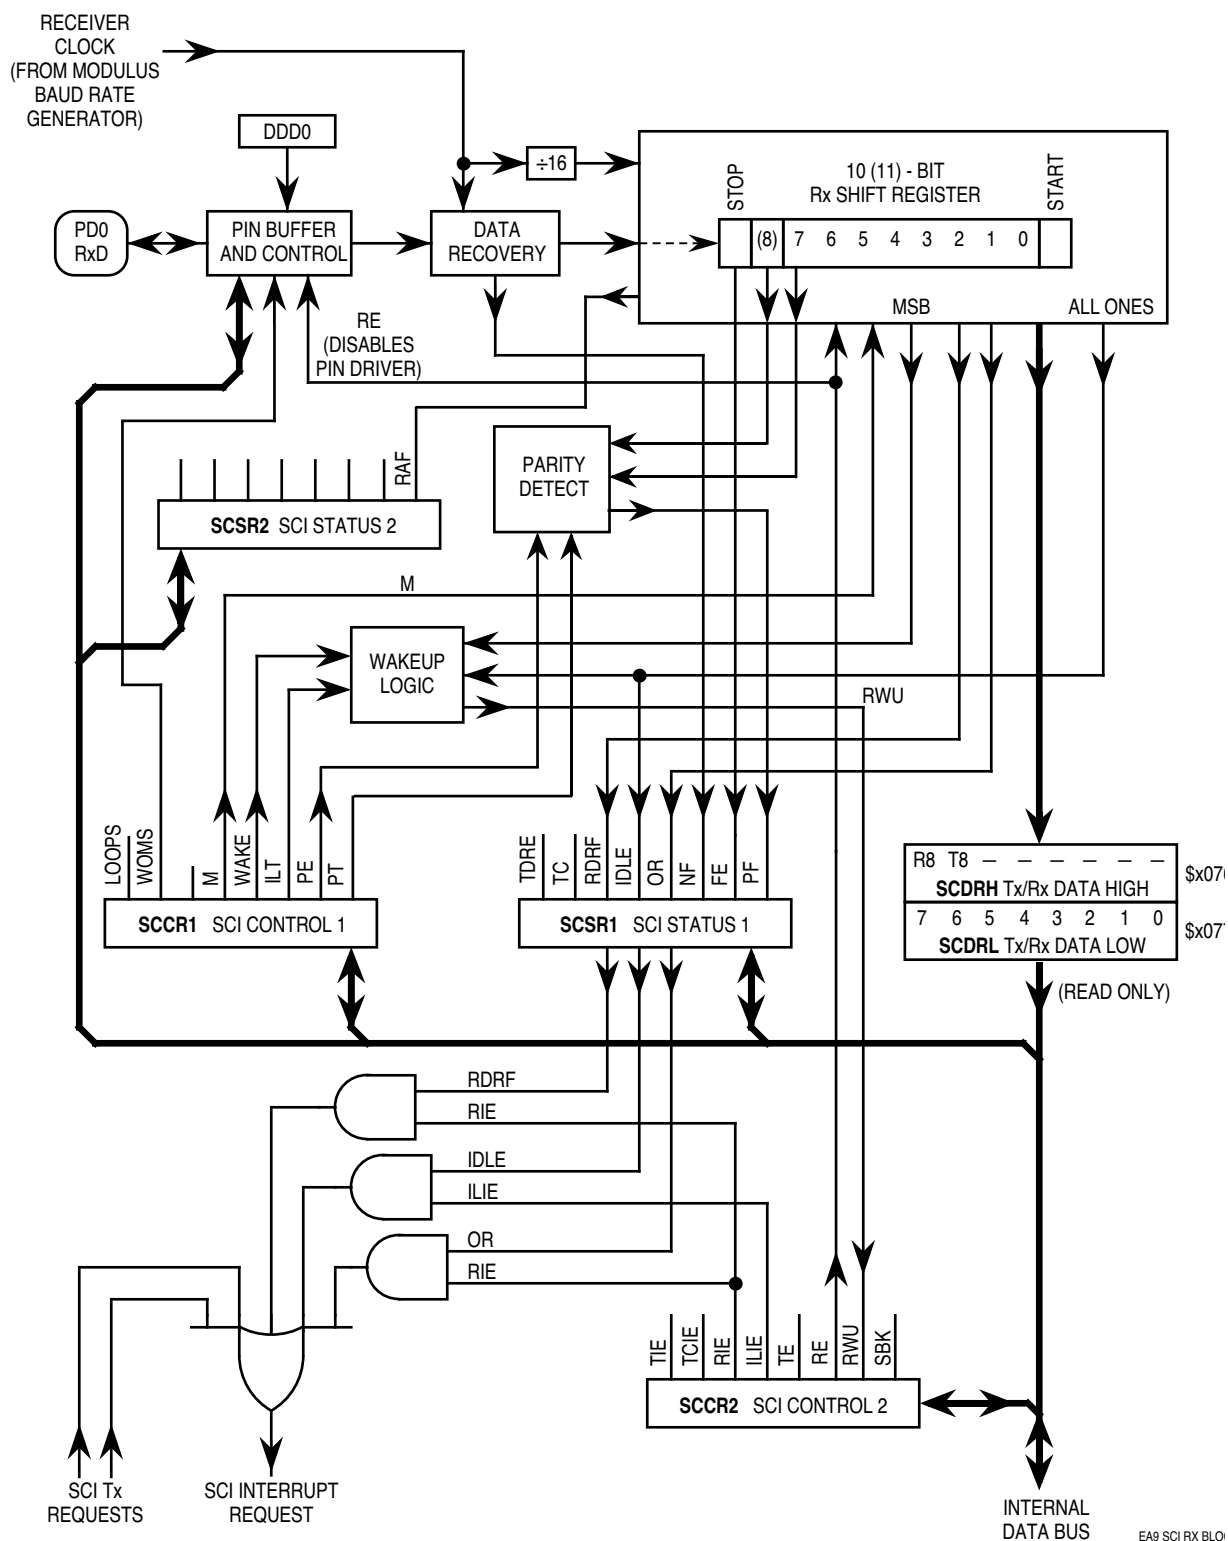 RECEIVER
CLOCK
(FROM MODULUS
BAUD RATE
GENERATOR)
DDD0
÷16
STOP
10 (11) - BIT
Rx SHIFT REGISTER
START
PD0
RxD
PIN BUFFER
AND CONTROL
DATA
RECOVERY
(8) 7 6 5 4 3 2 1 0
MSB
ALL ONES
RE
(DISABLES
PIN DRIVER)
RAF
PARITY
DETECT
SCSR2 SCI STATUS 2
M
WAKEUP
LOGIC
RWU
LOOPS
WOMS
M
WAKE
ILT
PE
PT
TDRE
TC
RDRF
IDLE
OR
NF
FE
PF
SCCR1 SCI CONTROL 1
SCSR1 SCI STATUS 1
R8 T8 – – – – – –
SCDRH Tx/Rx DATA HIGH
7 6 5 4 3 2 1 0
SCDRL Tx/Rx DATA LOW
$x076
$x077
(READ ONLY)
RDRF
RIE
IDLE
ILIE
OR
RIE
TIE
TCIE
RIE
ILIE
TE
RE
RWU
SBK
SCCR2 SCI CONTROL 2
SCI Tx
REQUESTS
SCI INTERRUPT
REQUEST
INTERNAL
DATA BUS
EA9 SCI RX